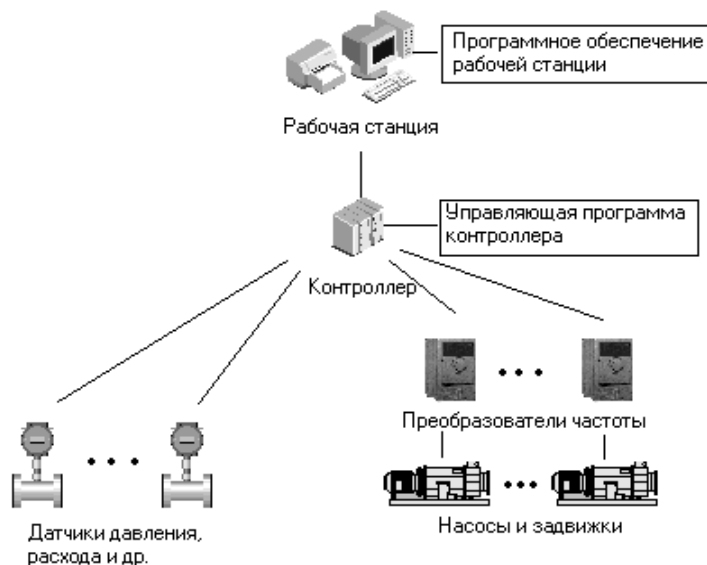 Программное обеспечение
рабочей станции
Рабочая станция
Управляющая программа
контроллера
Контроллер
Преобразователи частоты
Датчики давления,
расхода и др.
Насосы и задвижки